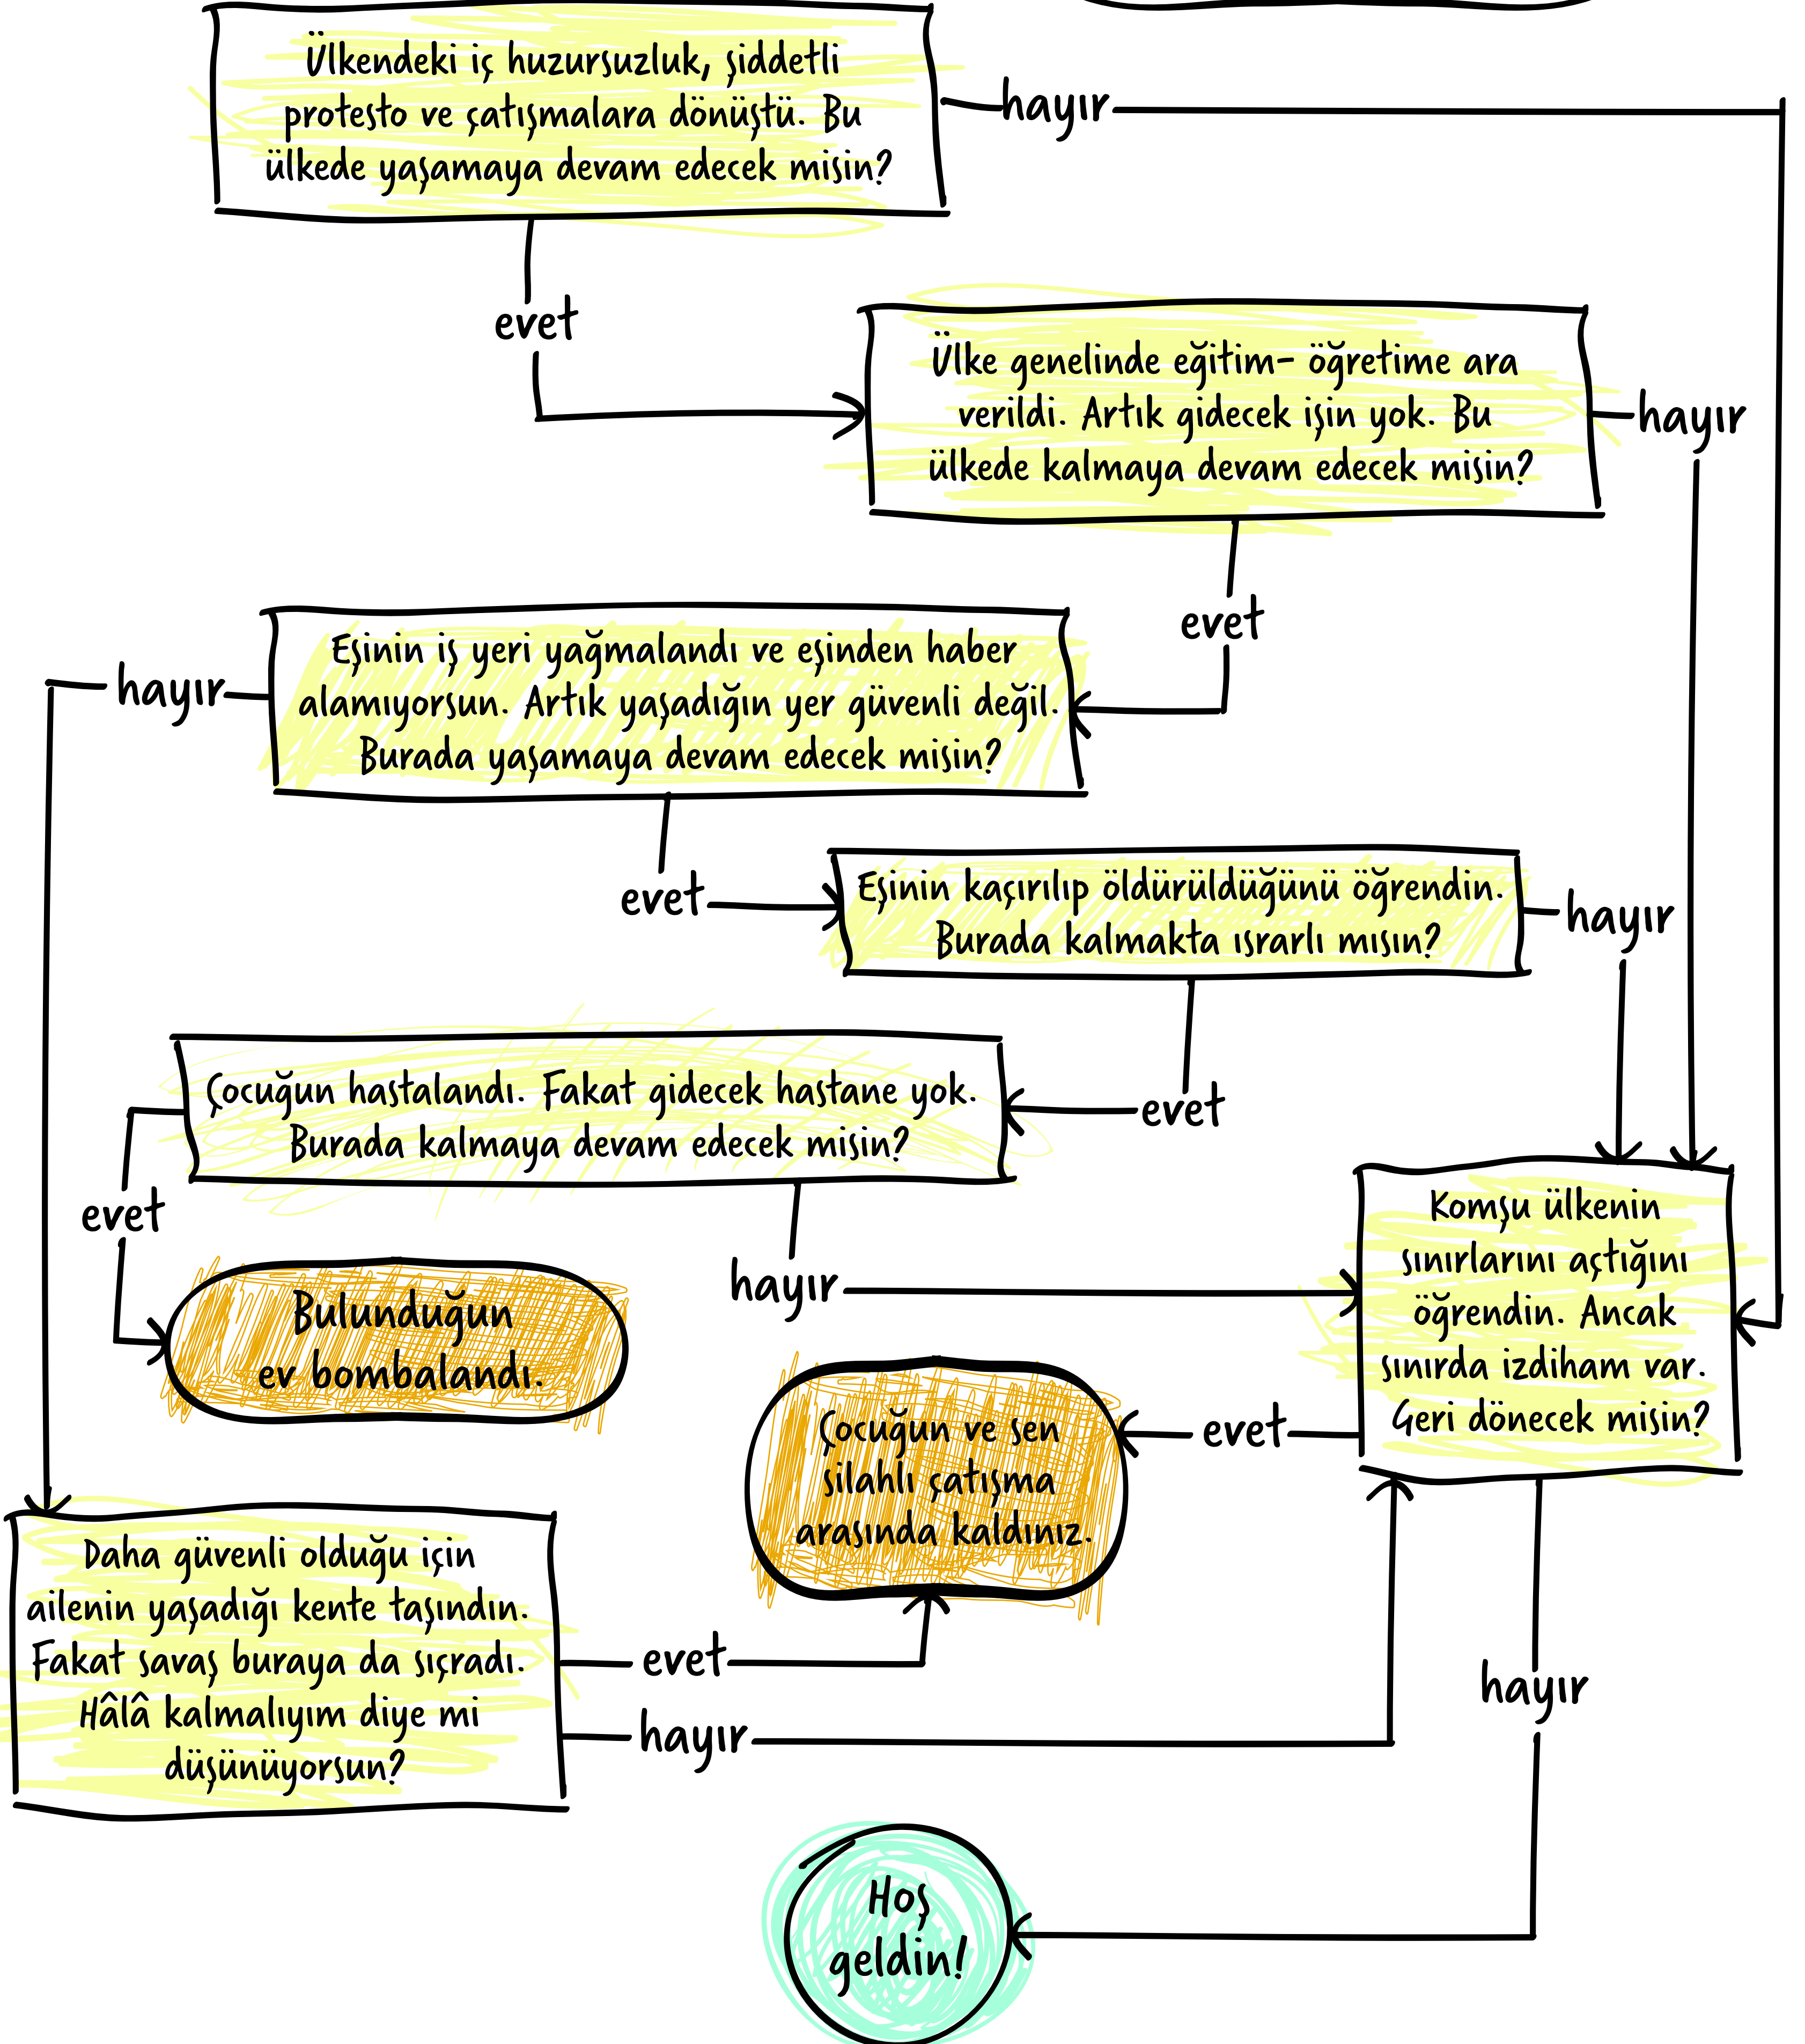 Ülkendeki iç huzursuzluk, şiddetli
protesto ve çatışmalara dönüştü. Bu
ülkede yaşamaya devam edecek misin?
hayır
evet
Ülke genelinde eğitim- öğretime ara
verildi. Artık gidecek işin yok. Bu
ülkede kalmaya devam edecek misin?
hayır
evet
Eşinin iş yeri yağmalandı ve eşinden haber
alamıyorsun. Artık yaşadığın yer güvenli değil.
Burada yaşamaya devam edecek misin?
hayır
evet
Eşinin kaçırılıp öldürüldüğünü öğrendin.
Burada kalmakta ısrarlı mısın?
hayır
evet
Çocuğun hastalandı. Fakat gidecek hastane yok.
Burada kalmaya devam edecek misin?
evet
hayır
Bulunduğun
ev bombalandı.
Komşu ülkenin
sınırlarını açtığını
öğrendin. Ancak
sınırda izdiham var.
Geri dönecek misin?
evet
hayır
Çocuğun ve sen
silahlı çatışma
arasında kaldınız.
Daha güvenli olduğu için
ailenin yaşadığı kente taşındın.
Fakat savaş buraya da sıçradı.
Hâlâ kalmalıyım diye mi
düşünüyorsun?
evet
hayır
Hoş
geldin!